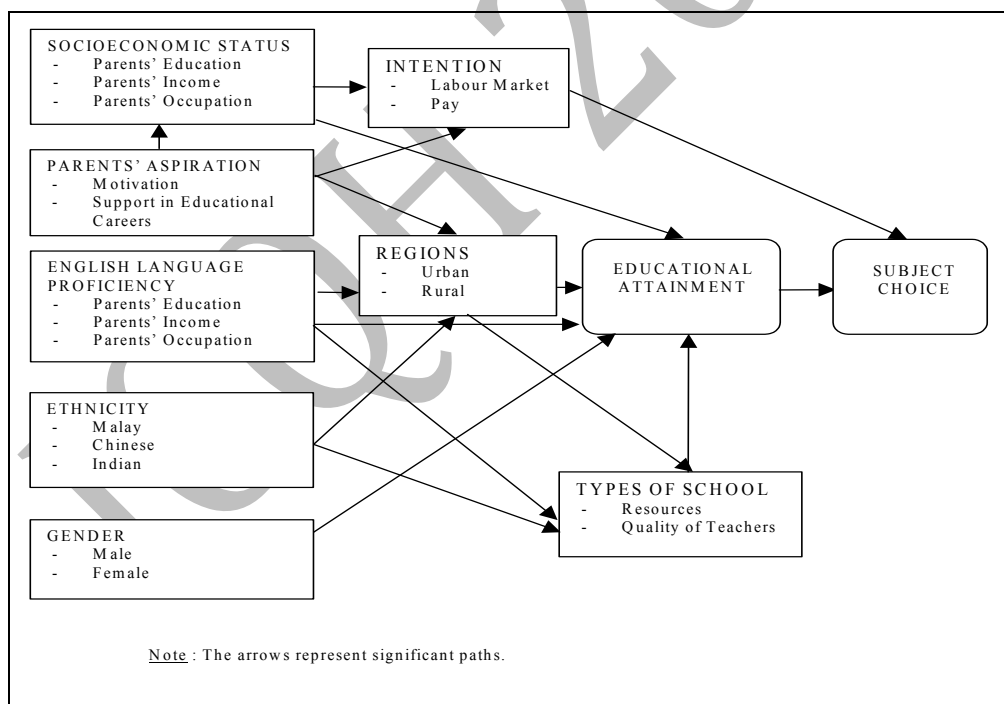 SOCIOECONOMIC STATUS
- Parents' Education
- Parents' Income
- Parents' Occupation
INTENTION
- Labour Market
- Pay
PARENTS' ASPIRATION
- Motivation
- Support in Educational
Careers
ENGLISH LANGUAGE
PROFICIENCY
- Parents' Education
- Parents' Income
- Parents' Occupation
REGIONS
- Urban
- Rural
EDUCATIONAL
ATTAINMENT
SUBJECT
CHOICE
ETHNICITY
- Malay
- Chinese
- Indian
TYPES OF SCHOOL
- Resources
- Quality of Teachers
GENDER
- Male
- Female
Note : The arrows represent significant paths.